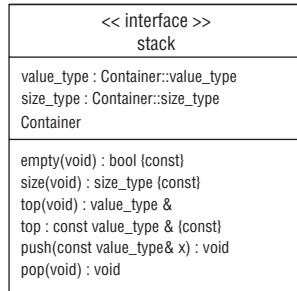 << interface >>
stack
value_type : Container::value_type
size_type : Container::size_type
Container
empty(void) : bool {const}
size(void) : size_type {const}
top(void) : value_type &
top : const value_type & {const}
push(const value_type& x) : void
pop(void) : void